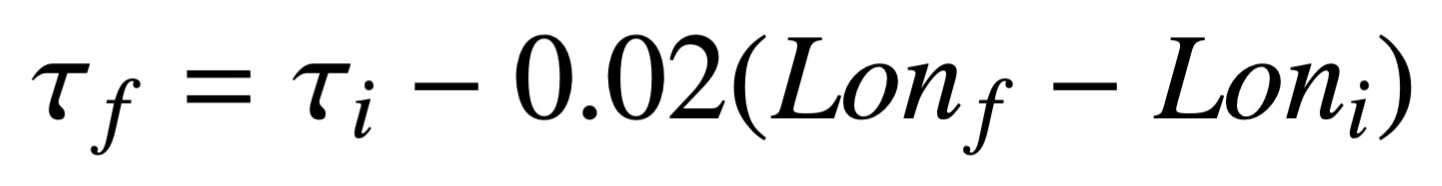 τ_f = τ_i − 0.02(Lon_f − Lon_i)